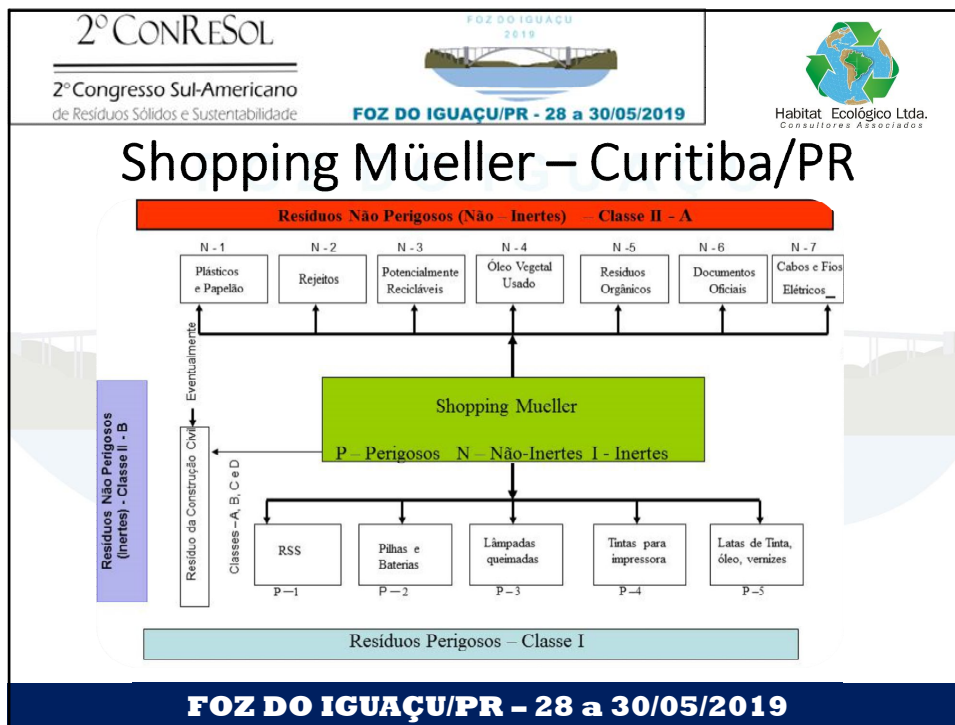 2º CONRESOL
2º Congresso Sul-Americano
de Resíduos Sólidos e Sustentabilidade
FOZ DO IGUAÇU
2019
FOZ DO IGUAÇU/PR - 28 a 30/05/2019
Habitat Ecológico Ltda.
Consultores Associados
Shopping Müeller – Curitiba/PR
FOZ DO IGUAÇU
Resíduos Não Perigosos (Não – Inertes) – Classe II - A
N - 1
N - 2
N - 3
N - 4
N -5
N - 6
N - 7
Plásticos
e Papelão
Rejeitos
Potencialmente
Recicláveis
Óleo Vegetal
Usado
Resíduos
Orgânicos
Documentos
Oficiais
Cabos e Fios
Elétricos_
Eventualmente
Resíduos Não Perigosos
(Inertes) - Classe II - B
Resíduo da Construção Civil
Classes – A, B, C e D
Shopping Mueller
P – Perigosos N – Não-Inertes I - Inertes
RSS
Pilhas e
Baterias
Lâmpadas
queimadas
Tintas para
impressora
Latas de Tinta,
óleo, vernizes
P—1
P—2
P—3
P—4
P—5
Resíduos Perigosos – Classe I
FOZ DO IGUAÇU/PR – 28 a 30/05/2019